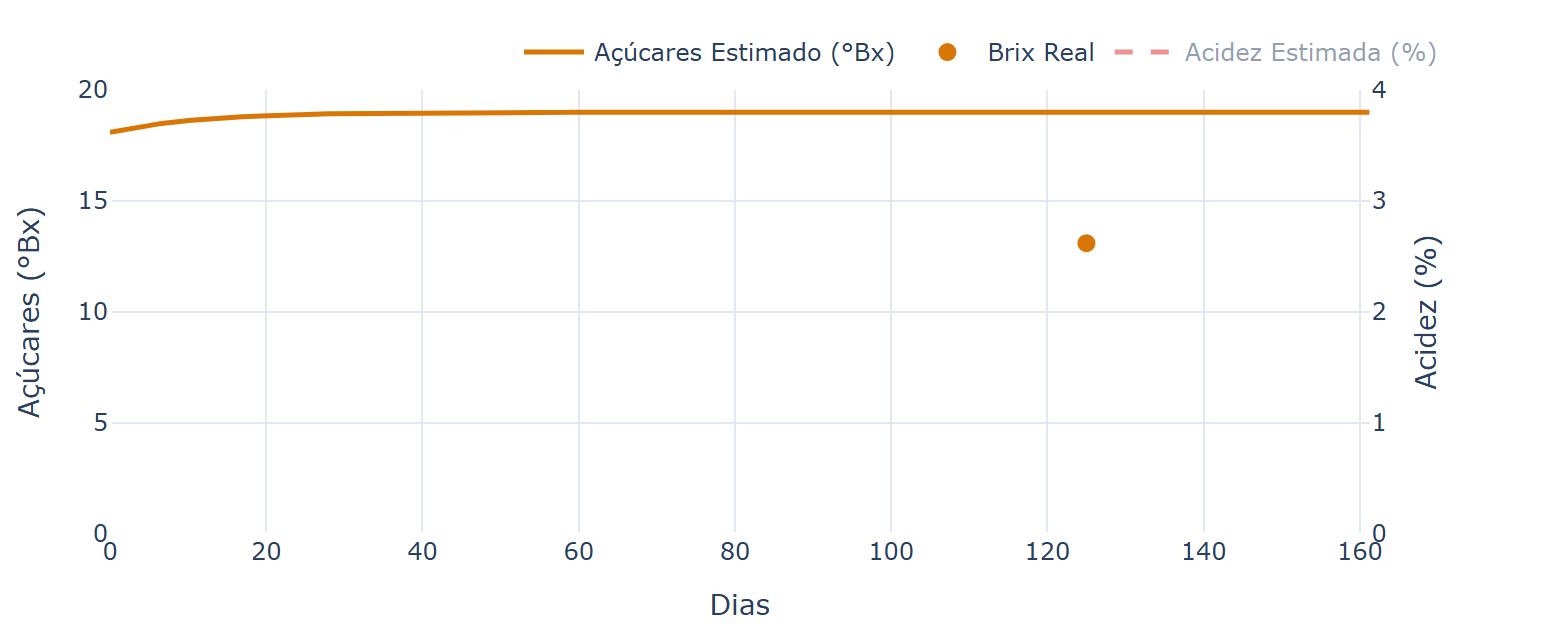 Açúcares Estimado (°Bx) Brix Real Acidez Estimada (%)
20 4
15 3
10 2
5 1
0 0
0 20 40 60 80 100 120 140 160
Açúcares (°Bx)
Acidez (%)
Dias